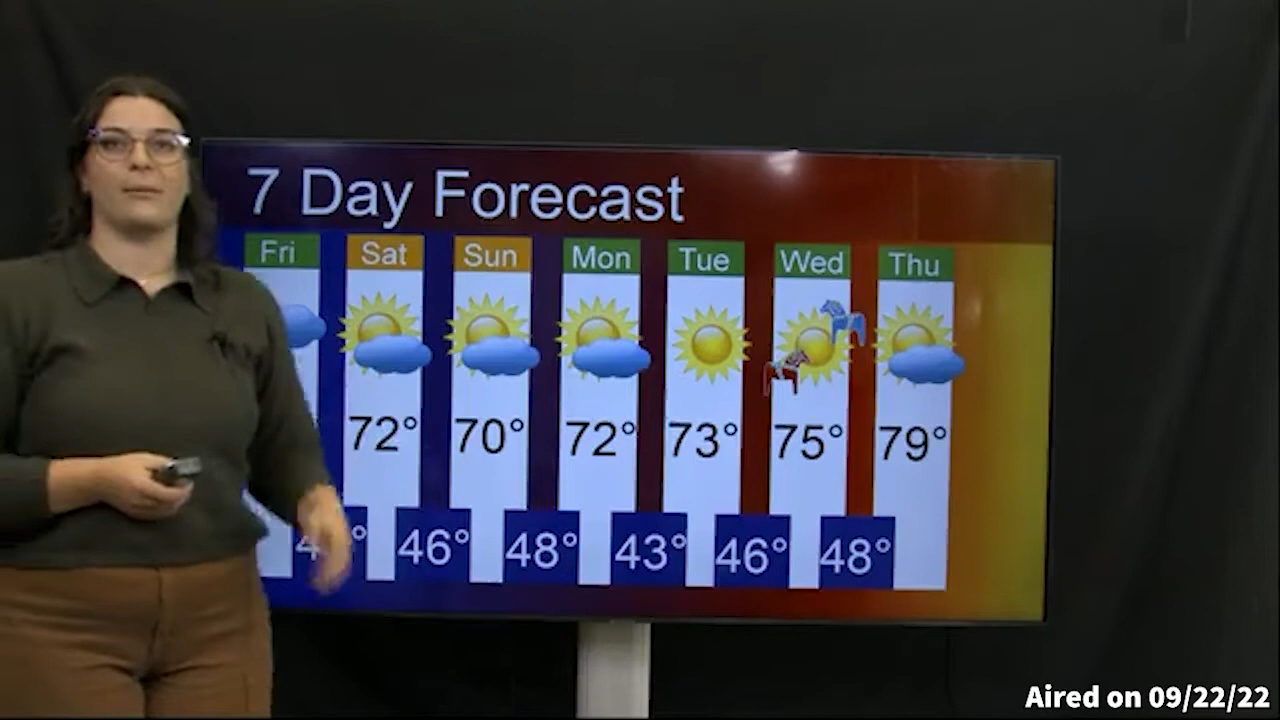 7 Day Forecast
Fri Sat Sun Mon Tue Wed Thu
72° 70° 72° 73° 75° 79°
46° 48° 43° 46° 48°
Aired on 09/22/22